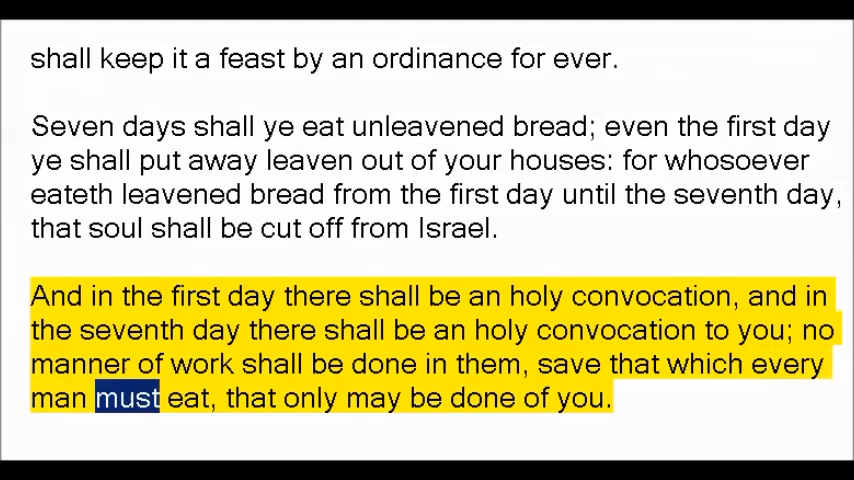 shall keep it a feast by an ordinance for ever.
Seven days shall ye eat unleavened bread; even the first day
ye shall put away leaven out of your houses: for whosoever
eateth leavened bread from the first day until the seventh day,
that soul shall be cut off from Israel.
And in the first day there shall be an holy convocation, and in
the seventh day there shall be an holy convocation to you; no
manner of work shall be done in them, save that which every
man must eat, that only may be done of you.